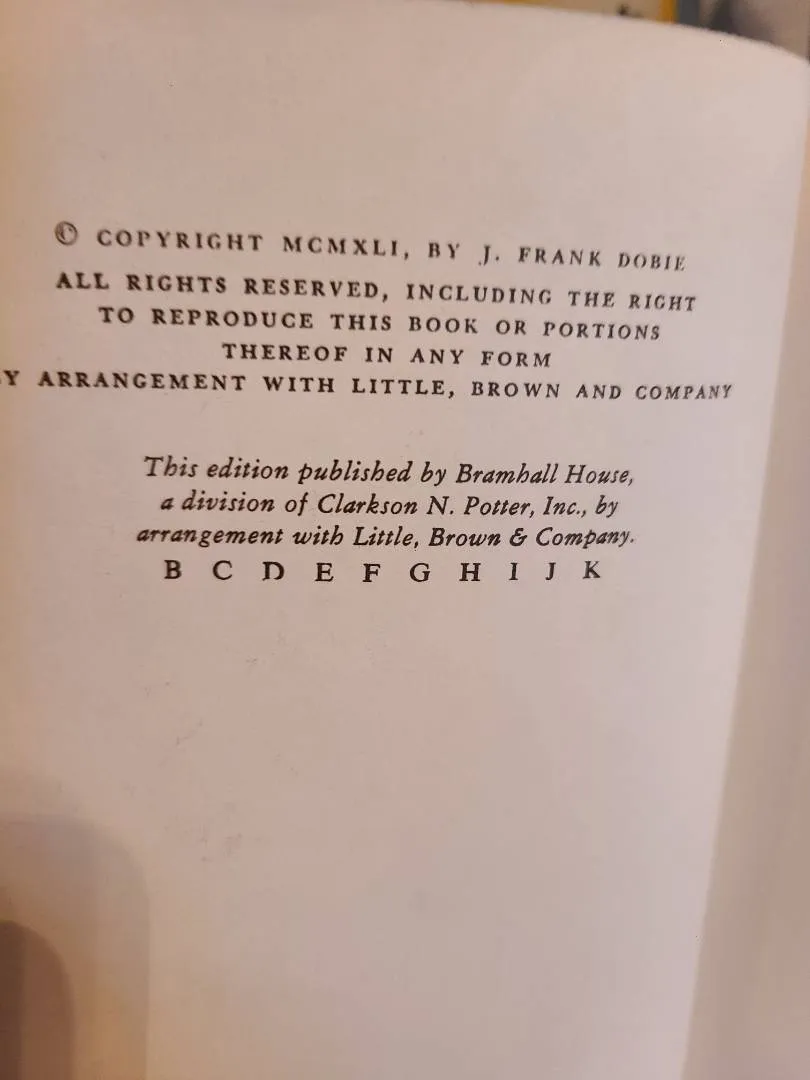 © COPYRIGHT MCMXLI, BY J. FRANK DOBIE
ALL RIGHTS RESERVED, INCLUDING THE RIGHT
TO REPRODUCE THIS BOOK OR PORTIONS
THEREOF IN ANY FORM
Y ARRANGEMENT WITH LITTLE, BROWN AND COMPANY
This edition published by Bramhall House,
a division of Clarkson N. Potter, Inc., by
arrangement with Little, Brown & Company.
B C D E F G H I J K